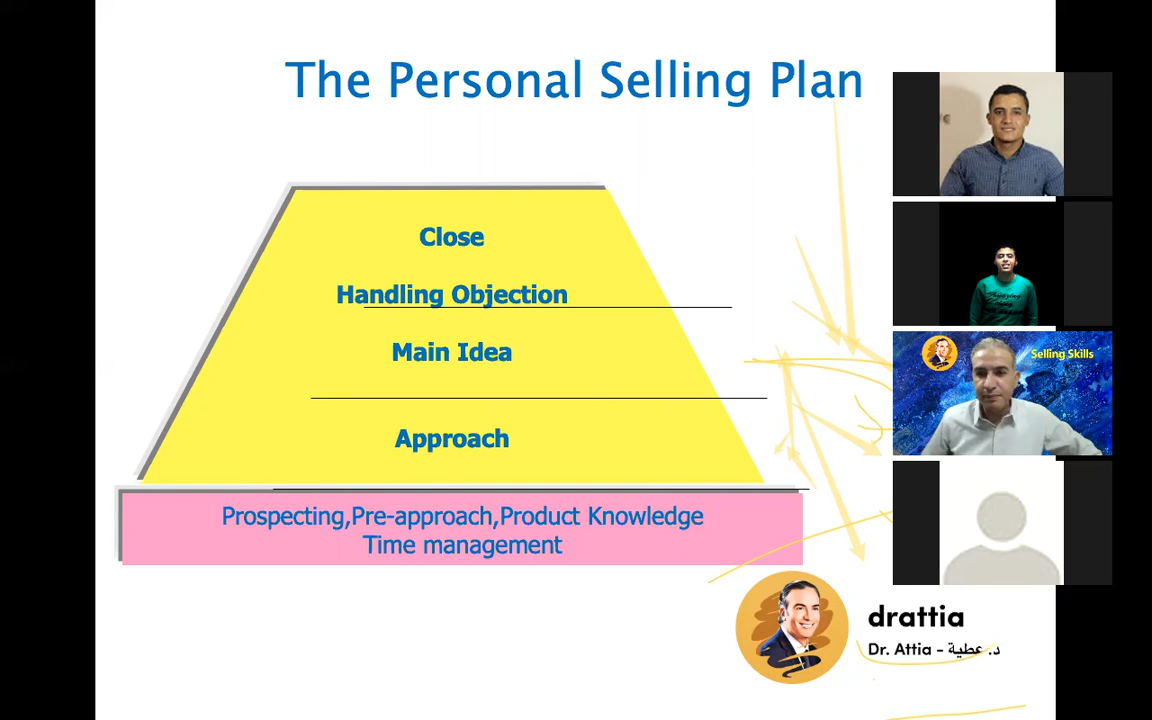 The Personal Selling Plan
Close
Handling Objection
Main Idea
Approach
Prospecting,Pre-approach,Product Knowledge
Time management
Selling Skills
drattia
Dr. Attia - د. عطية